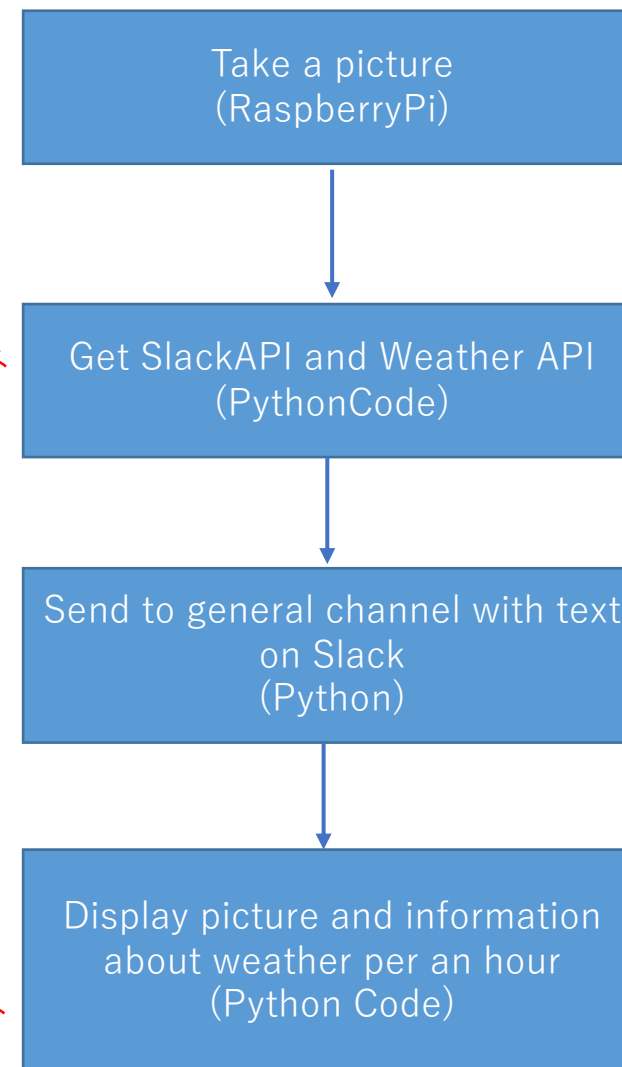 Take a picture
(RaspberryPi)
Get SlackAPI and Weather API
(PythonCode)
Send to general channel with text
on Slack
(Python)
Display picture and information
about weather per an hour
(Python Code)